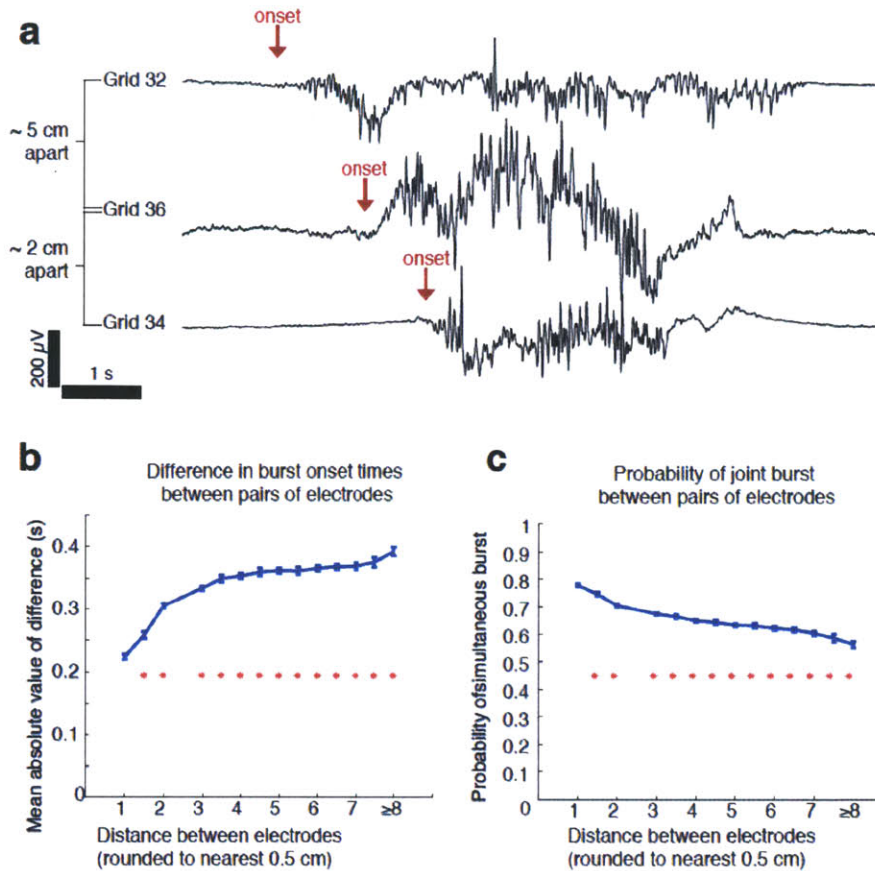 a
onset
Grid 32
~ 5 cm
apart
onset
Grid 36
~ 2 cm
apart
onset
Grid 34
200 µV
1 s
b
Difference in burst onset times
between pairs of electrodes
Mean absolute value of difference (s)
0.4
0.3
0.2
0.1
0
1 2 3 4 5 6 7 ≥8
Distance between electrodes
(rounded to nearest 0.5 cm)
c
Probability of joint burst
between pairs of electrodes
Probability ofsimultaneous burst
1
0.9
0.8
0.7
0.6
0.5
0.4
0.3
0.2
0.1
0
1 2 3 4 5 6 7 ≥8
Distance between electrodes
(rounded to nearest 0.5 cm)